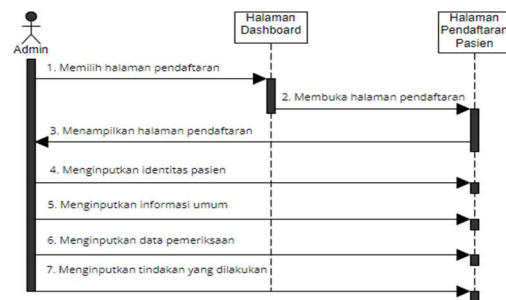 Halaman
Dashboard
Halaman
Pendaftaran
Pasien
Admin
1. Memilih halaman pendaftaran
2. Membuka halaman pendaftaran
3. Menampilkan halaman pendaftaran
4. Menginputkan identitas pasien
5. Menginputkan informasi umum
6. Menginputkan data pemeriksaan
7. Menginputkan tindakan yang dilakukan